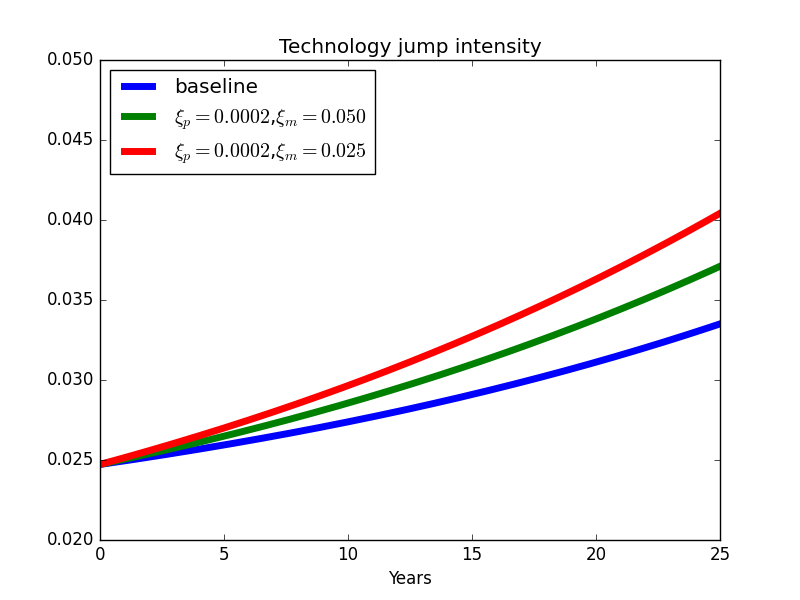 Technology jump intensity
0.050
0.045
0.040
0.035
0.030
0.025
0.020
baseline
ξₚ = 0.0002,ξₘ = 0.050
ξₚ = 0.0002,ξₘ = 0.025
0 5 10 15 20 25
Years